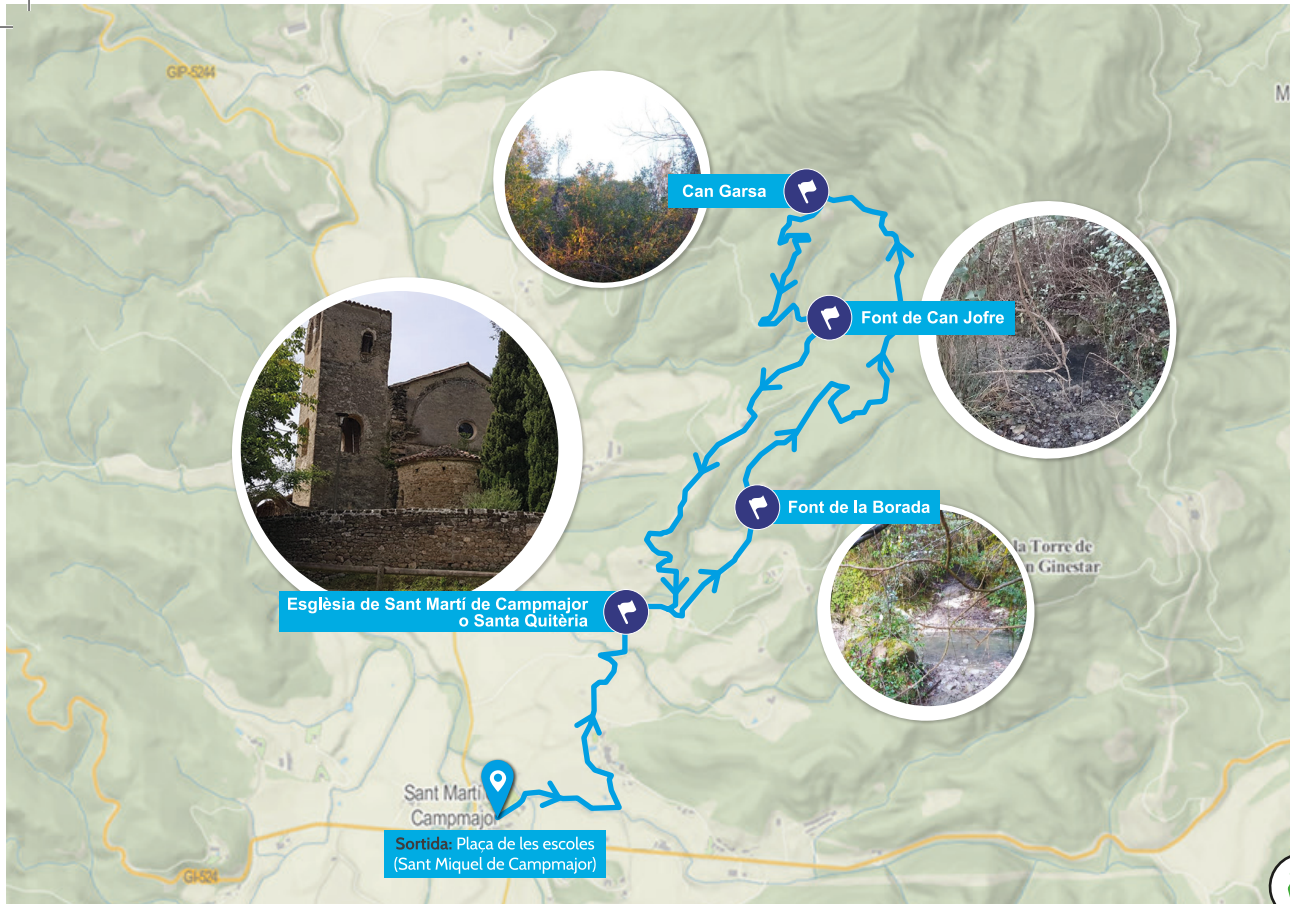 GIP-5244
M
Can Garsa
Font de Can Jofre
Font de la Borada
la Torre de
n Ginestar
Esglèsia de Sant Martí de Campmajor
o Santa Quitèria
Sant Martí
Campmajor
Sortida: Plaça de les escoles
(Sant Miquel de Campmajor)
GI-524